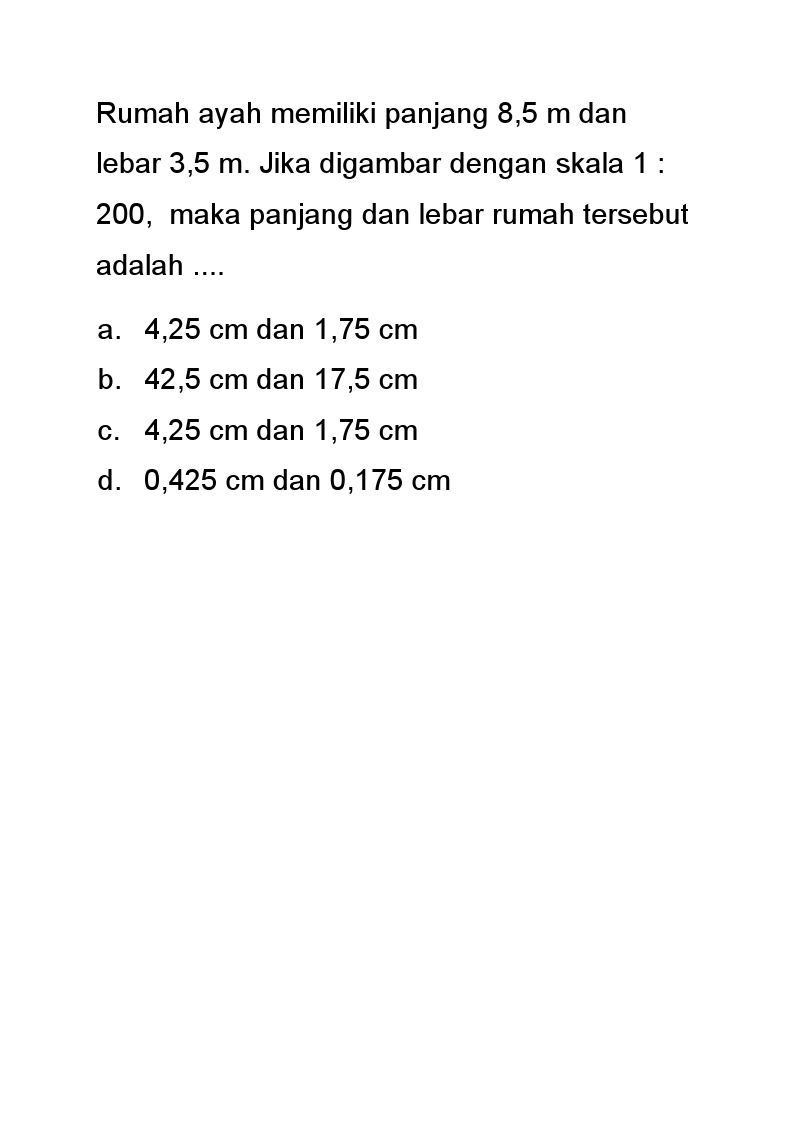 Rumah ayah memiliki panjang 8,5 m dan
lebar 3,5 m. Jika digambar dengan skala 1 :
200,  maka panjang dan lebar rumah tersebut
adalah ....
a. 4,25 cm dan 1,75 cm
b. 42,5 cm dan 17,5 cm
c. 4,25 cm dan 1,75 cm
d. 0,425 cm dan 0,175 cm